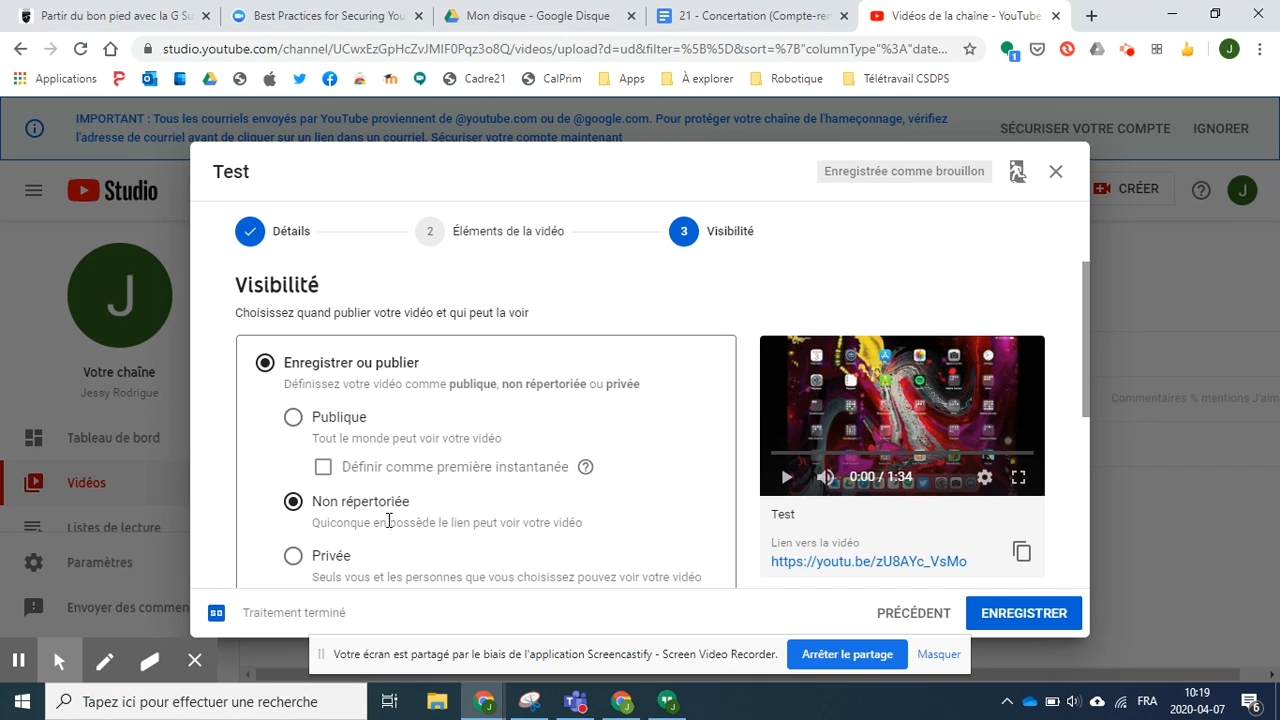 Partir du bon pied avec la G Su
Best Practices for Securing You
Mon disque - Google Disque
21 - Concertation (Compte-ren
Vidéos de la chaîne - YouTube
studio.youtube.com/channel/UCwxEzGpHcZvJMIF0Pqz3o8Q/videos/upload?d=ud&filter=%5B%5D&sort=%7B"columnType"%3A"date...
Applications
Cadre21
CalPrim
Apps
À explorer
Robotique
Télétravail CSDPS
IMPORTANT : Tous les courriels envoyés par YouTube proviennent de @youtube.com ou de @google.com. Pour protéger votre chaîne de l'hameçonnage, vérifiez
l'adresse de courriel avant de cliquer sur un lien dans un courriel. Sécuriser votre compte maintenant
SÉCURISER VOTRE COMPTE
IGNORER
Studio
CRÉER
J
Test
Enregistrée comme brouillon
Détails
2
Éléments de la vidéo
3
Visibilité
Visibilité
Choisissez quand publier votre vidéo et qui peut la voir
Enregistrer ou publier
Définissez votre vidéo comme publique, non répertoriée ou privée
Publique
Tout le monde peut voir votre vidéo
Définir comme première instantanée
Non répertoriée
Quiconque en possède le lien peut voir votre vidéo
Privée
Seuls vous et les personnes que vous choisissez pouvez voir votre vidéo
0:00 / 1:34
Test
Lien vers la vidéo
https://youtu.be/zU8AYc_VsMo
J
Votre chaîne
Jessy Rodrigue
Tableau de bord
Vidéos
Listes de lecture
Paramètres
Envoyer des commen
Commentaires % mentions J'aim
SD
Traitement terminé
PRÉCÉDENT
ENREGISTRER
Votre écran est partagé par le biais de l'application Screencastify - Screen Video Recorder.
Arrêter le partage
Masquer
Tapez ici pour effectuer une recherche
FRA
10:19
2020-04-07
6